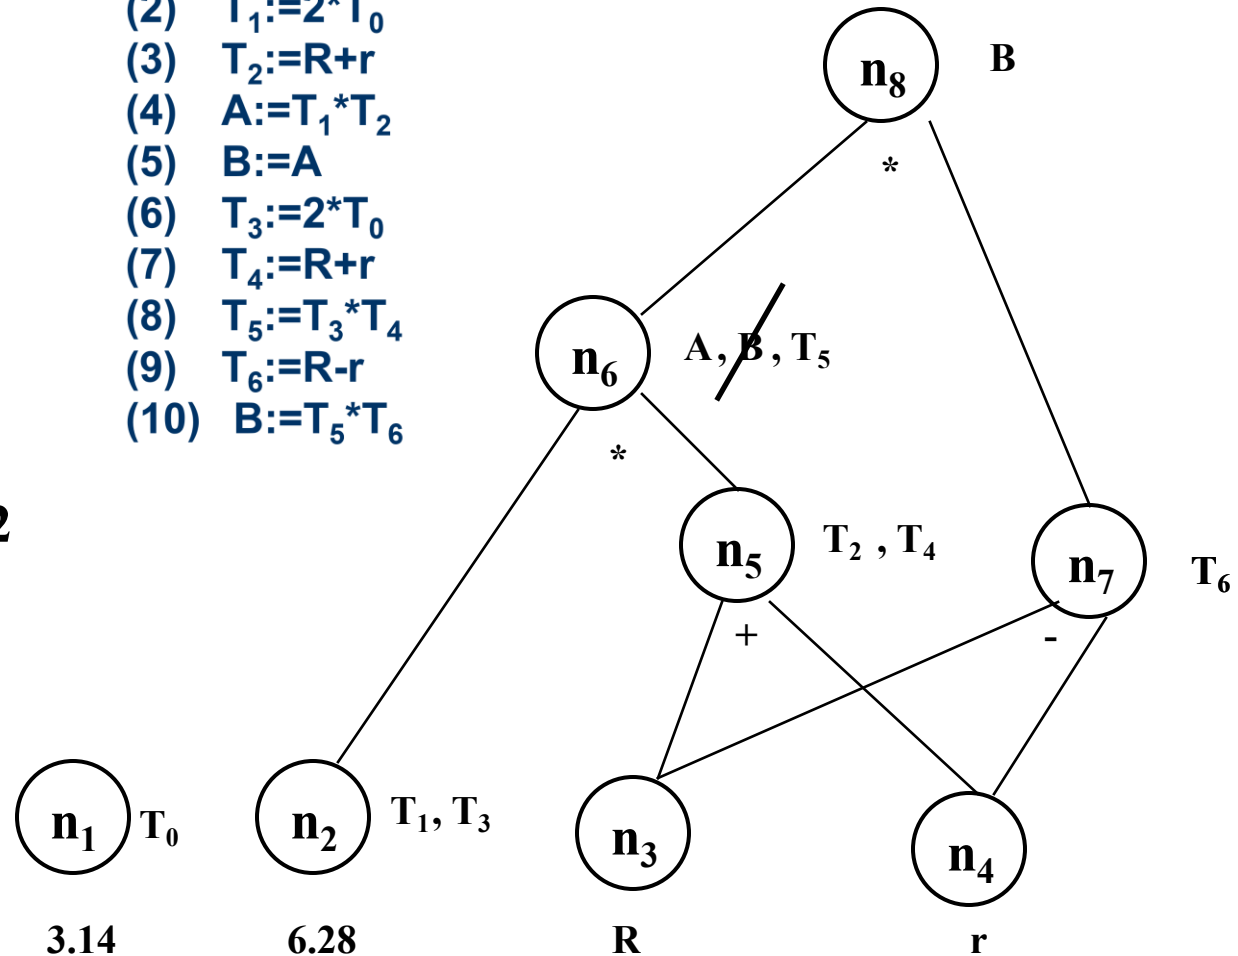 (2) T₁:=2*T₀
(3) T₂:=R+r
(4) A:=T₁*T₂
(5) B:=A
(6) T₃:=2*T₀
(7) T₄:=R+r
(8) T₅:=T₃*T₄
(9) T₆:=R-r
(10) B:=T₅*T₆
n₈ B
*
n₆ A , B , T₅
*
2
n₅ T₂ , T₄
n₇ T₆
+
-
n₁ T₀
n₂ T₁, T₃
n₃
n₄
3.14
6.28
R
r